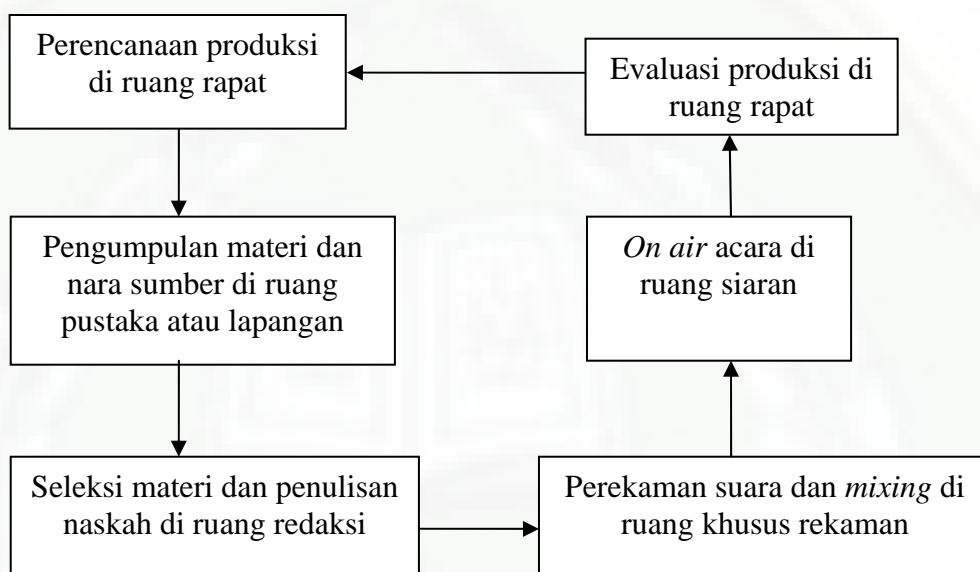 Perencanaan produksi
di ruang rapat
Pengumpulan materi dan
nara sumber di ruang
pustaka atau lapangan
Seleksi materi dan penulisan
naskah di ruang redaksi
Perekaman suara dan mixing di
ruang khusus rekaman
On air acara di
ruang siaran
Evaluasi produksi di
ruang rapat